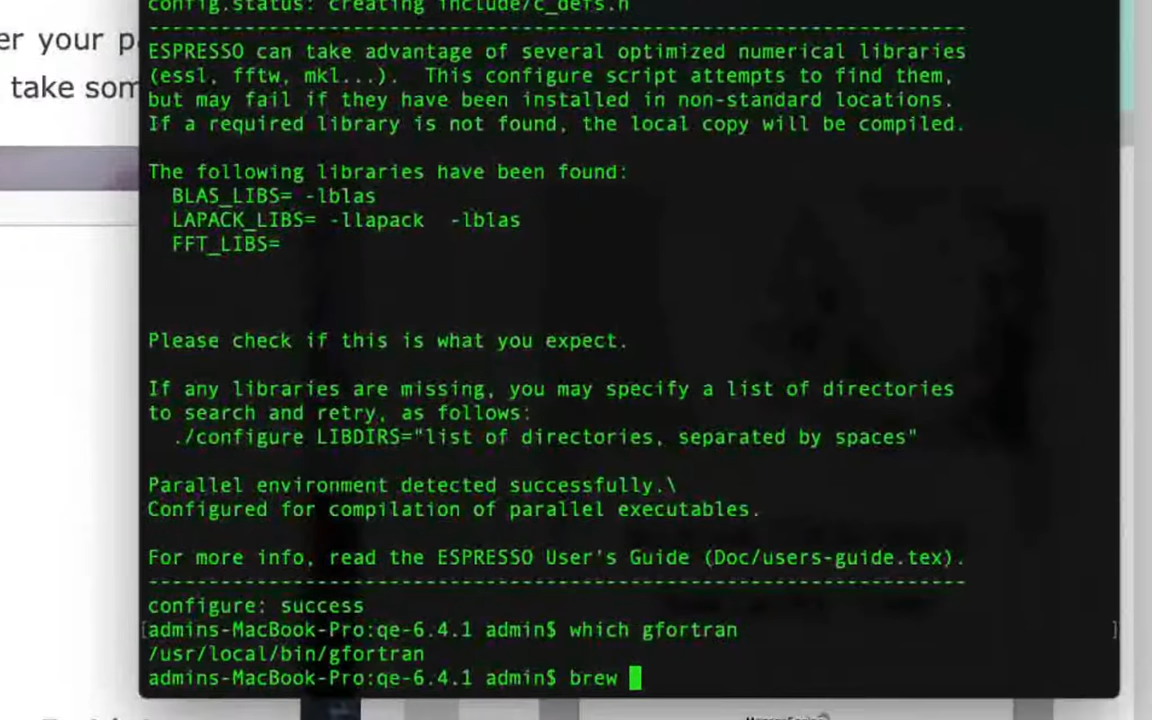 config.status: creating include/c_defs.h
er your p
take som
--------------------------------------------------------------------
ESPRESSO can take advantage of several optimized numerical libraries
(essl, fftw, mkl...).  This configure script attempts to find them,
but may fail if they have been installed in non-standard locations.
If a required library is not found, the local copy will be compiled.
The following libraries have been found:
BLAS_LIBS= -lblas
LAPACK_LIBS= -llapack  -lblas
FFT_LIBS=
Please check if this is what you expect.
If any libraries are missing, you may specify a list of directories
to search and retry, as follows:
./configure LIBDIRS="list of directories, separated by spaces"
Parallel environment detected successfully.\
Configured for compilation of parallel executables.
For more info, read the ESPRESSO User's Guide (Doc/users-guide.tex).
--------------------------------------------------------------------
configure: success
[admins-MacBook-Pro:qe-6.4.1 admin$ which gfortran ]
/usr/local/bin/gfortran
admins-MacBook-Pro:qe-6.4.1 admin$ brew